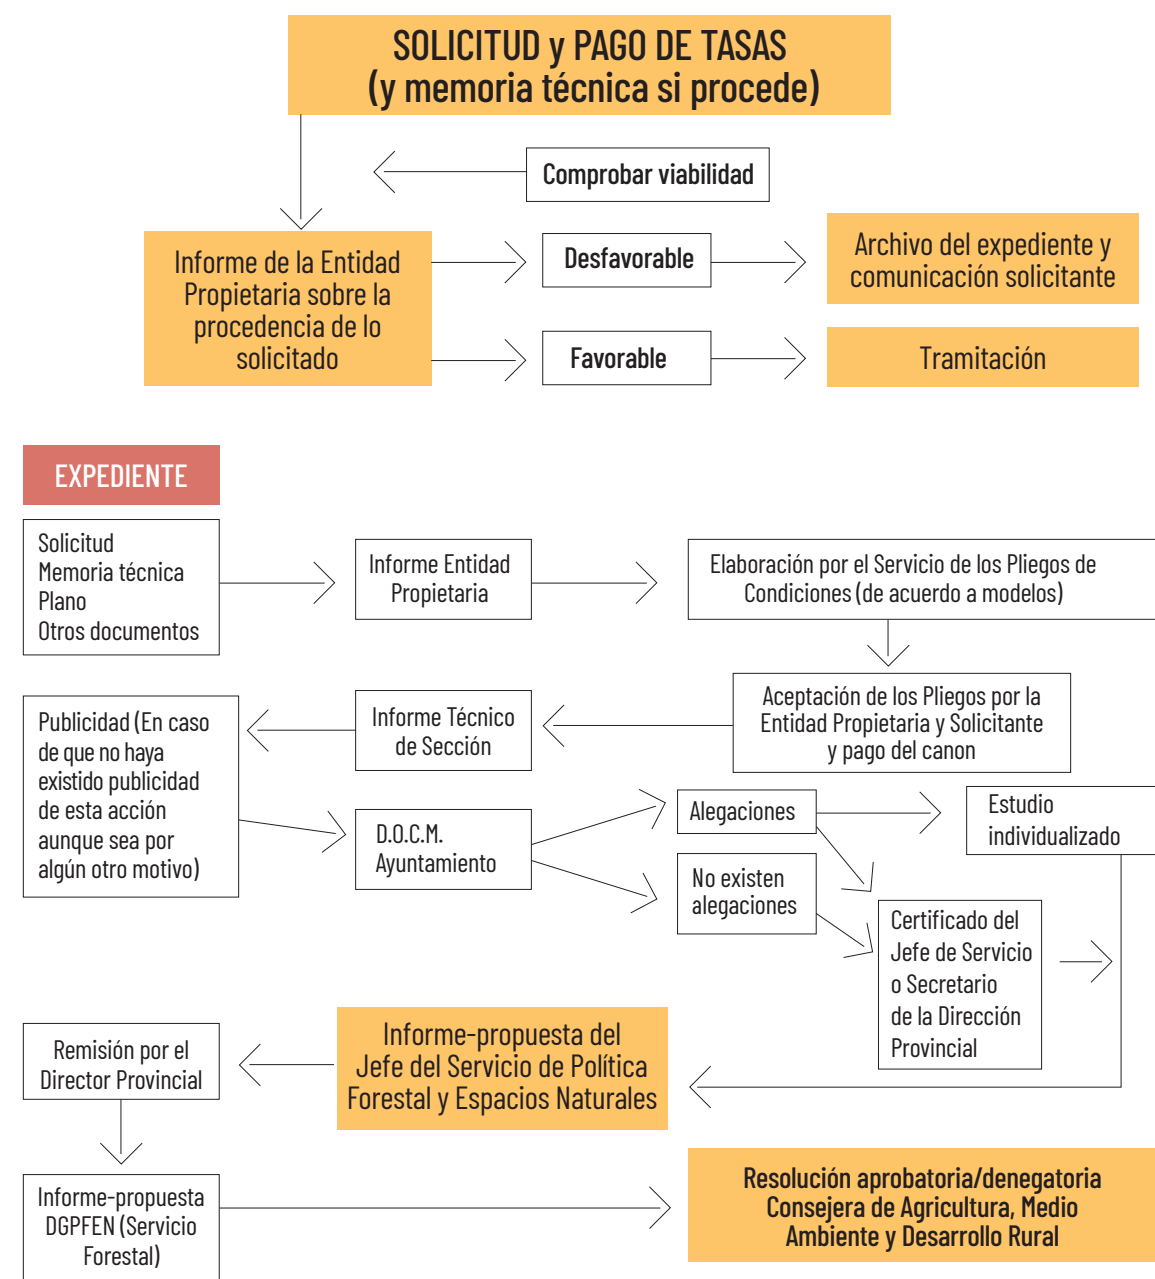 SOLICITUD y PAGO DE TASAS
(y memoria técnica si procede)
Comprobar viabilidad
Informe de la Entidad
Propietaria sobre la
procedencia de lo
solicitado
Desfavorable
Archivo del expediente y
comunicación solicitante
Favorable
Tramitación
EXPEDIENTE
Solicitud
Memoria técnica
Plano
Otros documentos
Informe Entidad
Propietaria
Elaboración por el Servicio de los Pliegos de
Condiciones (de acuerdo a modelos)
Aceptación de los Pliegos por la
Entidad Propietaria y Solicitante
y pago del canon
Informe Técnico
de Sección
Publicidad (En caso
de que no haya
existido publicidad
de esta acción
aunque sea por
algún otro motivo)
D.O.C.M.
Ayuntamiento
Alegaciones
No existen
alegaciones
Estudio
individualizado
Certificado del
Jefe de Servicio
o Secretario
de la Dirección
Provincial
Informe-propuesta del
Jefe del Servicio de Política
Forestal y Espacios Naturales
Remisión por el
Director Provincial
Informe-propuesta
DGPFEN (Servicio
Forestal)
Resolución aprobatoria/denegatoria
Consejera de Agricultura, Medio
Ambiente y Desarrollo Rural